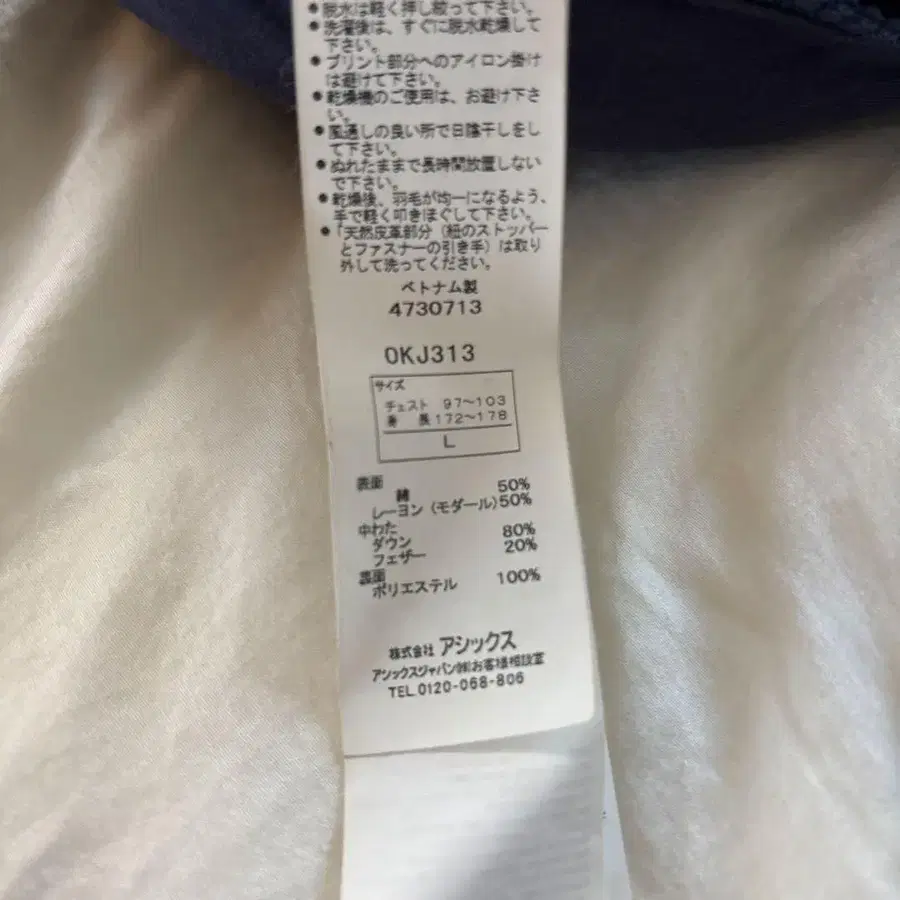 ●脱水は軽く押し絞って下さい。
●洗濯後は、すぐに脱水乾燥して
下さい。
●プリント部分へのアイロン掛け
は避けて下さい。
●乾燥機のご使用は、お避け下さ
い。
●風通しの良い所で日陰干しをし
て下さい。
●ぬれたままで長時間放置しない
で下さい。
●乾燥後、羽毛が均一になるよう、
手で軽く叩きほぐして下さい。
●「天然皮革部分（紐のストッパー
とファスナーの引き手）は取り
外して洗ってください。
ベトナム製
4730713
OKJ313
サイズ
チェスト 97～103
身 長 172～178
L
表面
綿 50%
レーヨン（モダール）50%
中わた
ダウン 80%
フェザー 20%
裏面
ポリエステル 100%
株式会社 アシックス
アシックスジャパン㈱お客様相談室
TEL.0120-068-806